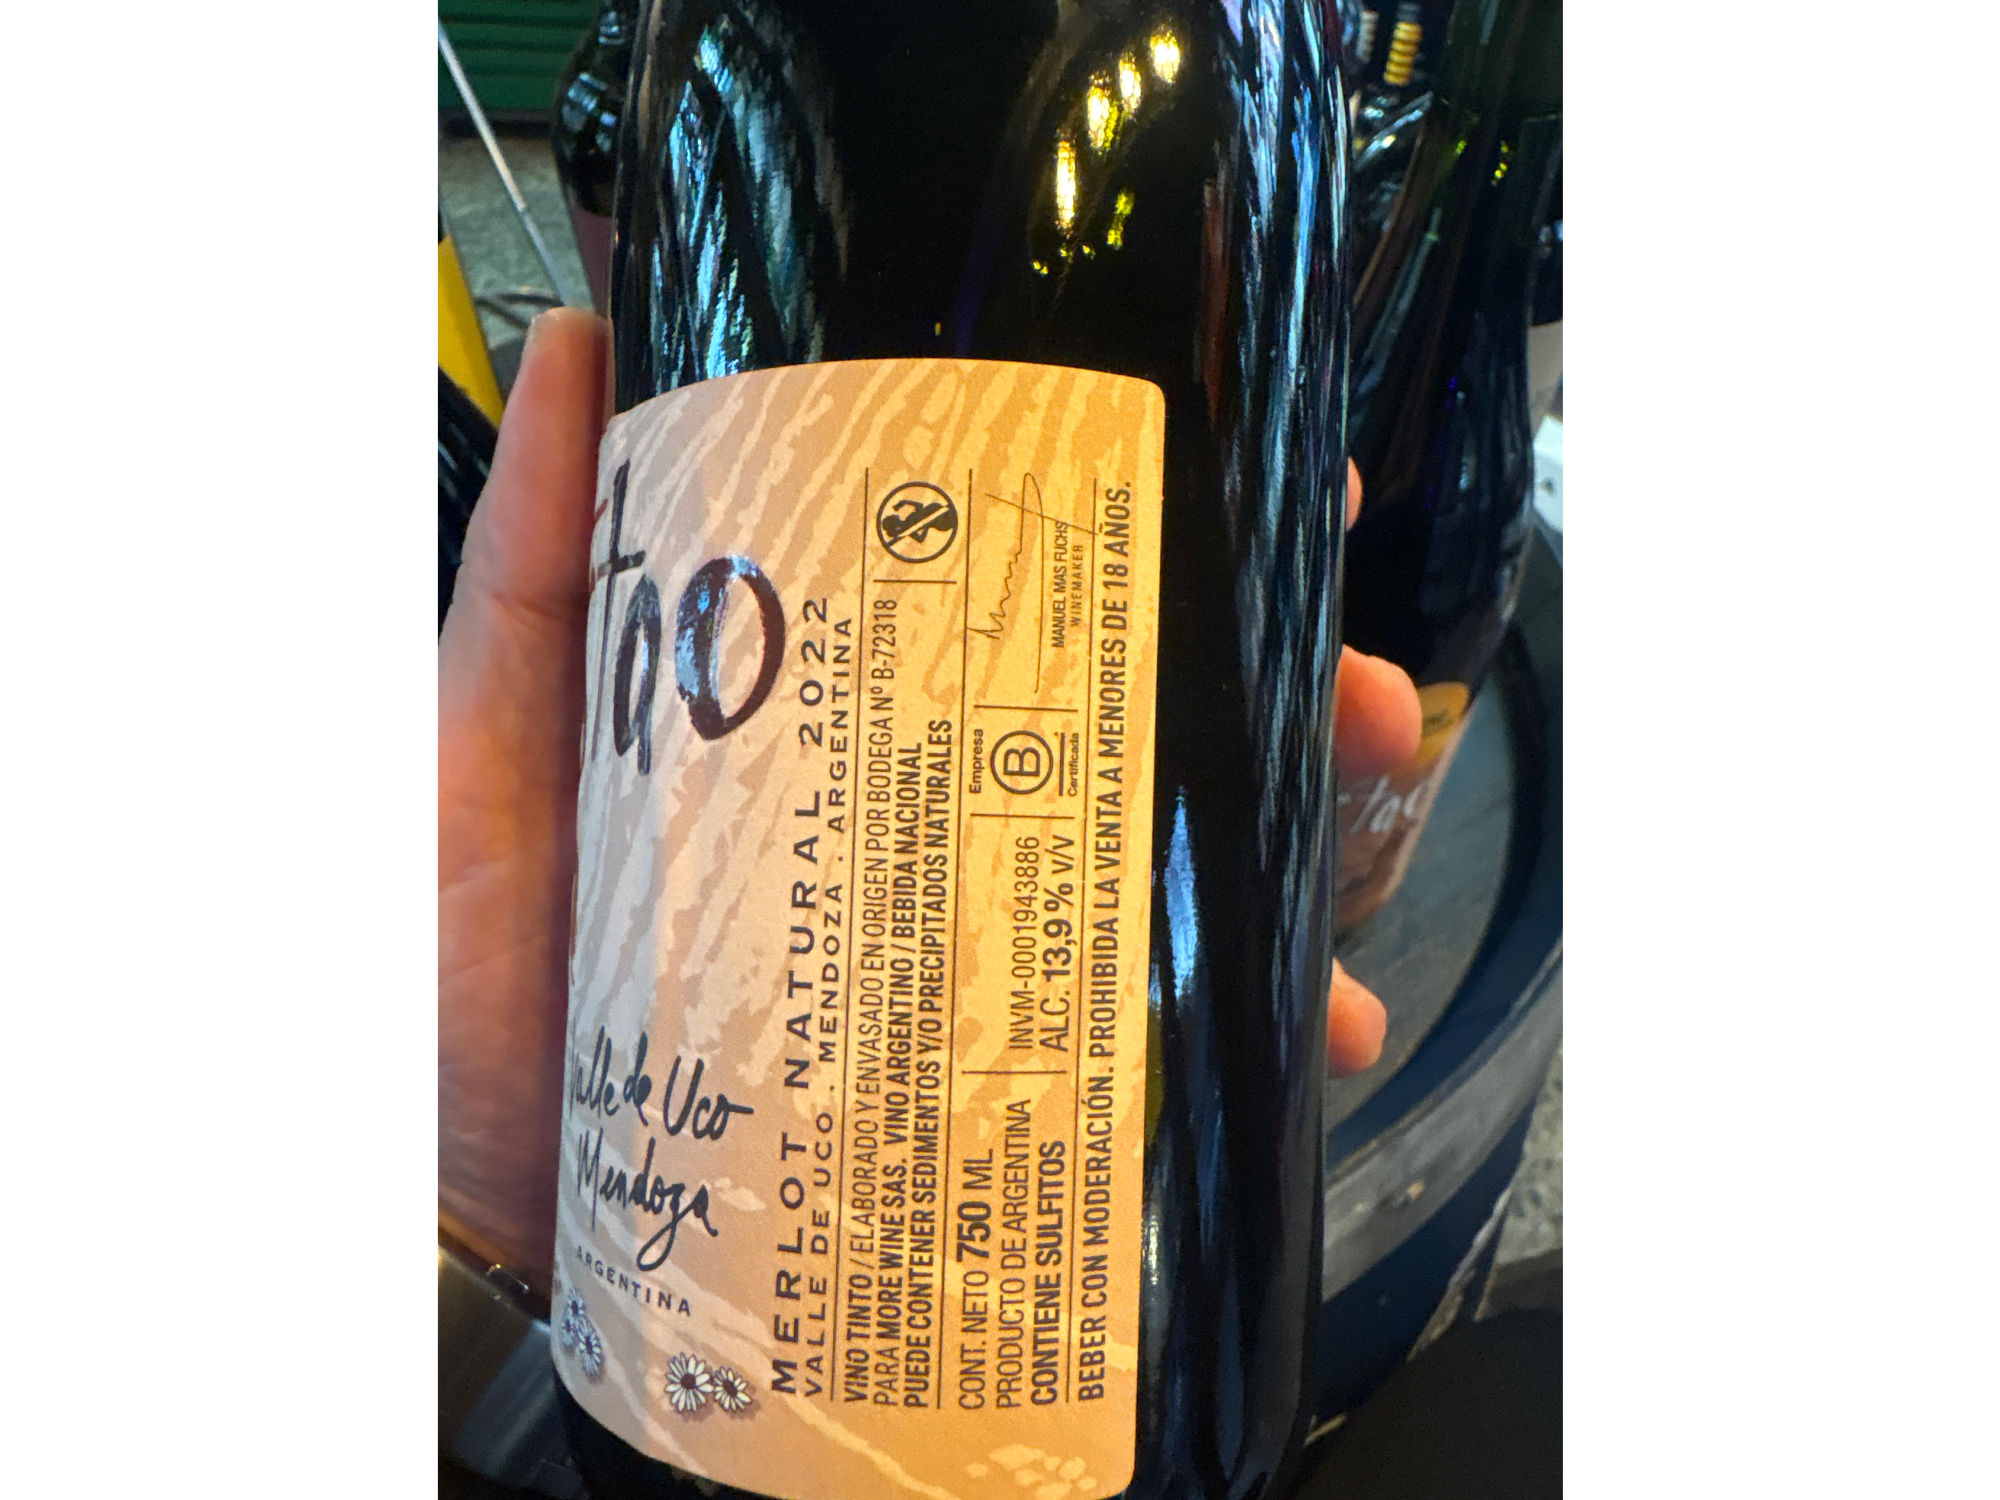 tao
Valle de Uco
Mendoza
ARGENTINA
MERLOT NATURAL 2022
VALLE DE UCO . MENDOZA . ARGENTINA
VINO TINTO / ELABORADO Y ENVASADO EN ORIGEN POR BODEGA Nº B-72318
PARA MORE WINE SAS. VINO ARGENTINO / BEBIDA NACIONAL
PUEDE CONTENER SEDIMENTOS Y/O PRECIPITADOS NATURALES
CONT. NETO 750 ML
PRODUCTO DE ARGENTINA
CONTIENE SULFITOS
INVM-0001943886
ALC. 13,9 % v/v
Empresa
B
Certificada
MANUEL MAS FUCHS
WINEMAKER
BEBER CON MODERACIÓN. PROHIBIDA LA VENTA A MENORES DE 18 AÑOS.